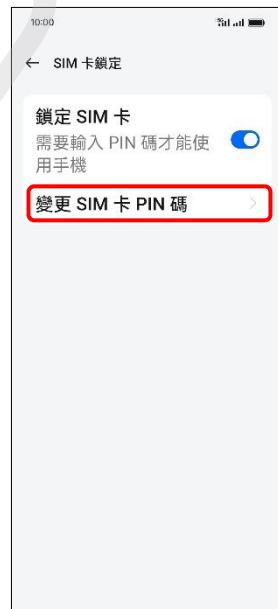 10:00
← SIM 卡鎖定
鎖定 SIM 卡
需要輸入 PIN 碼才能使
用手機
變更 SIM 卡 PIN 碼